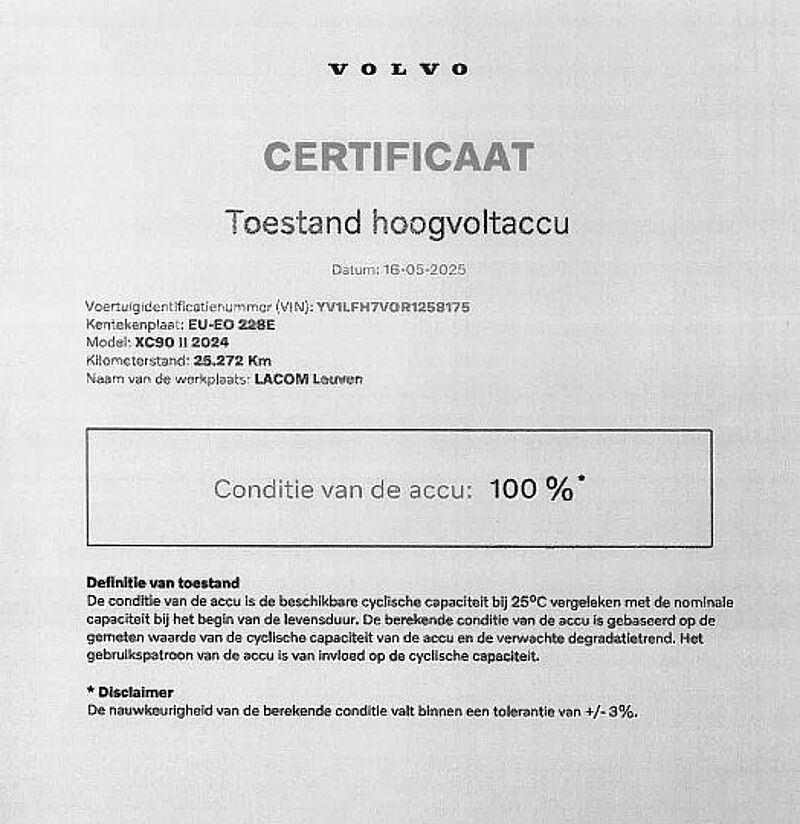 VOLVO
CERTIFICAAT
Toestand hoogvoltaccu
Datum: 16-05-2025
Voertuigidentificatienummer (VIN): YV1LFH7V0R1259175
Kentekenplaat: EU-EO 228E
Model: XC90 II 2024
Kilometerstand: 25.272 Km
Naam van de werkplaats: LACOM Leuven
Conditie van de accu: 100 %*
Definitie van toestand
De conditie van de accu is de beschikbare cyclische capaciteit bij 25°C vergeleken met de nominale
capaciteit bij het begin van de levensduur. De berekende conditie van de accu is gebaseerd op de
gemeten waarde van de cyclische capaciteit van de accu en de verwachte degradatietrend. Het
gebruikspatroon van de accu is van invloed op de cyclische capaciteit.
* Disclaimer
De nauwkeurigheid van de berekende conditie valt binnen een tolerantie van +/- 3%.